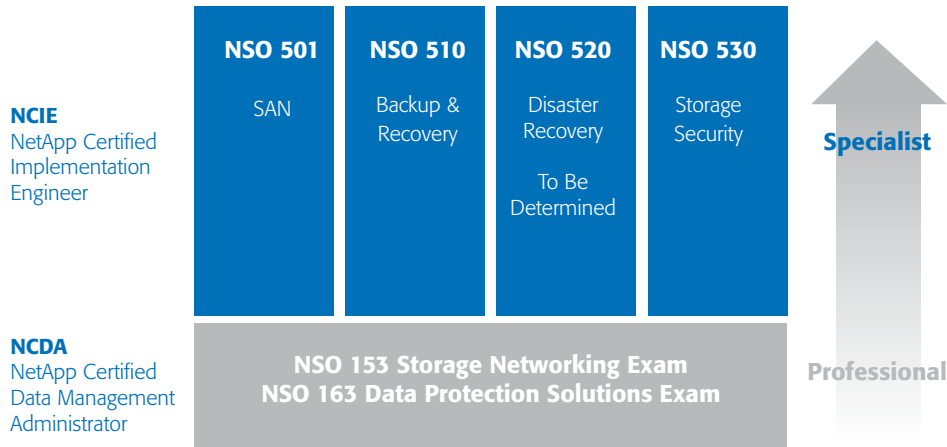 NCIE
NetApp Certified
Implementation
Engineer
NSO 501
SAN
NSO 510
Backup &
Recovery
NSO 520
Disaster
Recovery
To Be
Determined
NSO 530
Storage
Security
Specialist
NCDA
NetApp Certified
Data Management
Administrator
NSO 153 Storage Networking Exam
NSO 163 Data Protection Solutions Exam
Professional